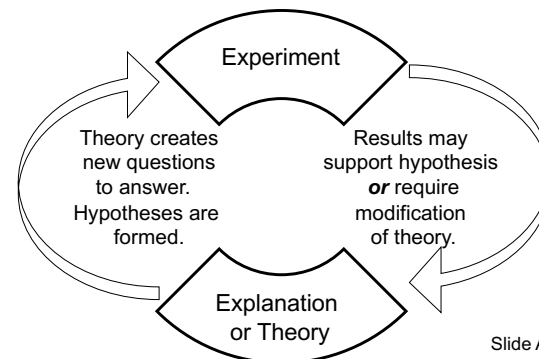 Experiment
Theory creates
new questions
to answer.
Hypotheses are
formed.
Results may
support hypothesis
or require
modification
of theory.
Explanation
or Theory
Slide A